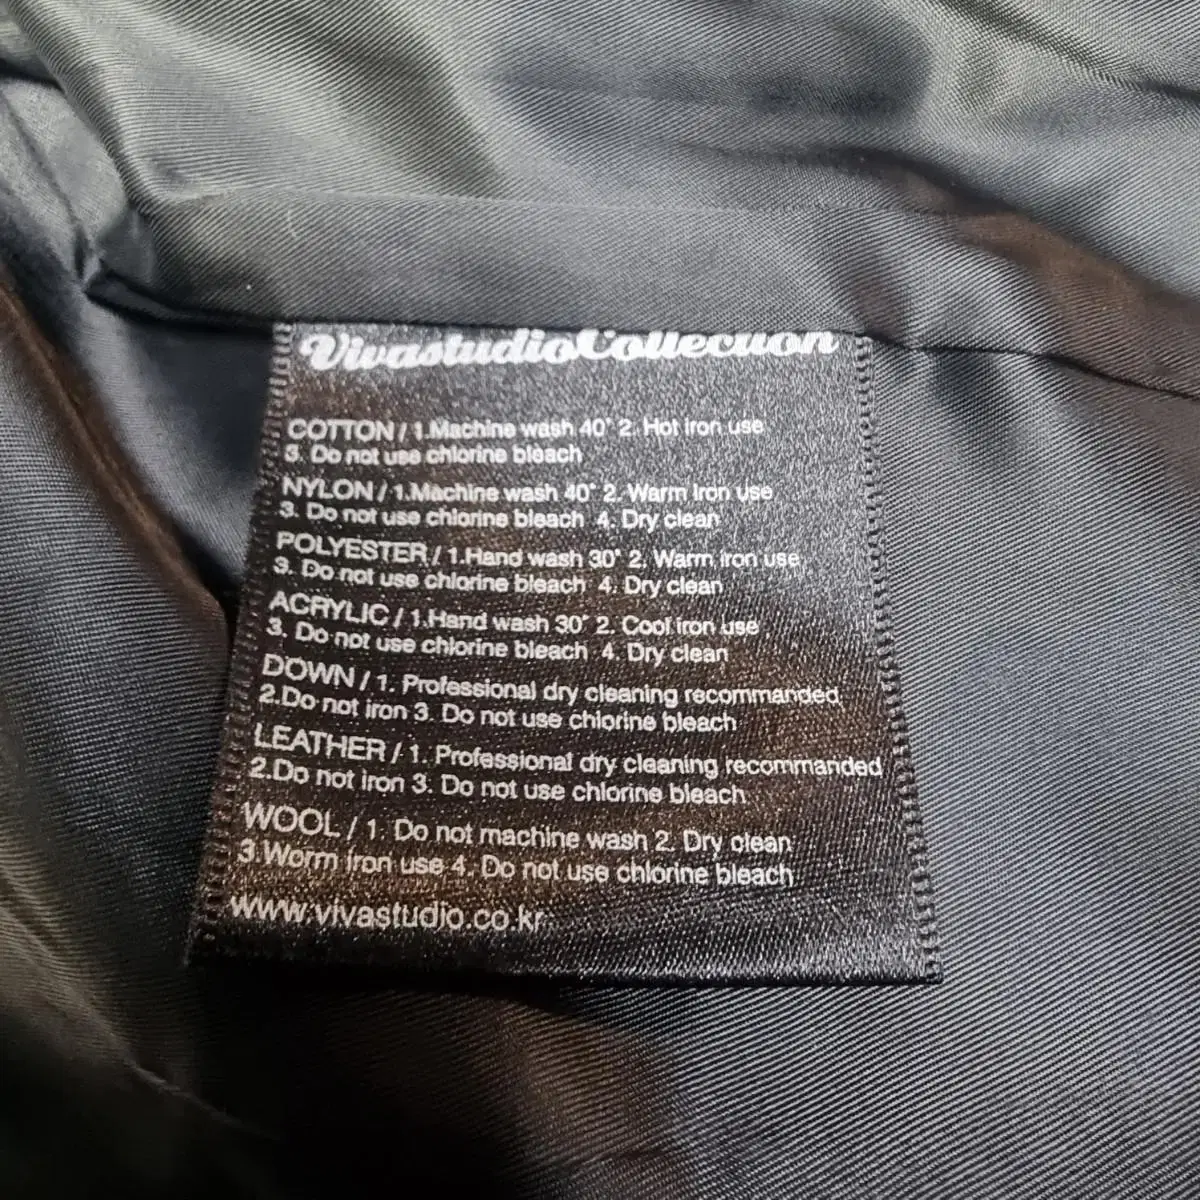 VivastudioCollection
COTTON / 1.Machine wash 40° 2. Hot iron use
3. Do not use chlorine bleach
NYLON / 1.Machine wash 40° 2. Warm iron use
3. Do not use chlorine bleach 4. Dry clean
POLYESTER / 1.Hand wash 30° 2. Warm iron use
3. Do not use chlorine bleach 4. Dry clean
ACRYLIC / 1.Hand wash 30° 2. Cool iron use
3. Do not use chlorine bleach 4. Dry clean
DOWN / 1. Professional dry cleaning recommanded
2.Do not iron 3. Do not use chlorine bleach
LEATHER / 1. Professional dry cleaning recommanded
2.Do not iron 3. Do not use chlorine bleach
WOOL / 1. Do not machine wash 2. Dry clean
3.Worm iron use 4. Do not use chlorine bleach
www.vivastudio.co.kr